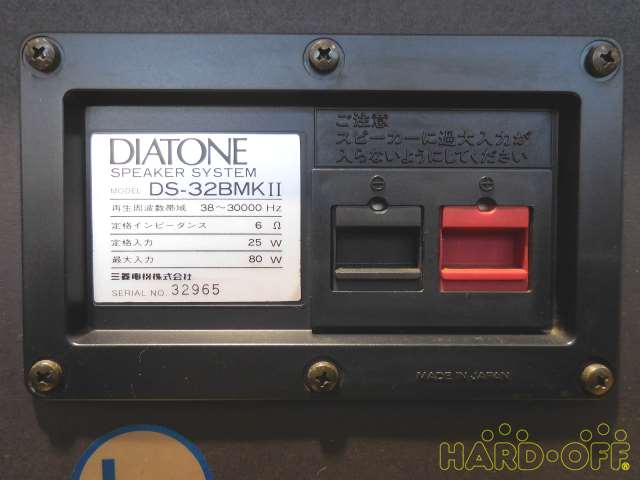 DIATONE
SPEAKER SYSTEM
MODEL DS-32BMKII
再生周波数帯域 38～30000 Hz
定格インピーダンス 6 Ω
定格入力 25 W
最大入力 80 W
三菱電機株式会社
SERIAL NO. 32965
ご注意
スピーカーに過大入力が
入らないようにしてください
⊖ ⊕
MADE IN JAPAN
HARD·OFF®